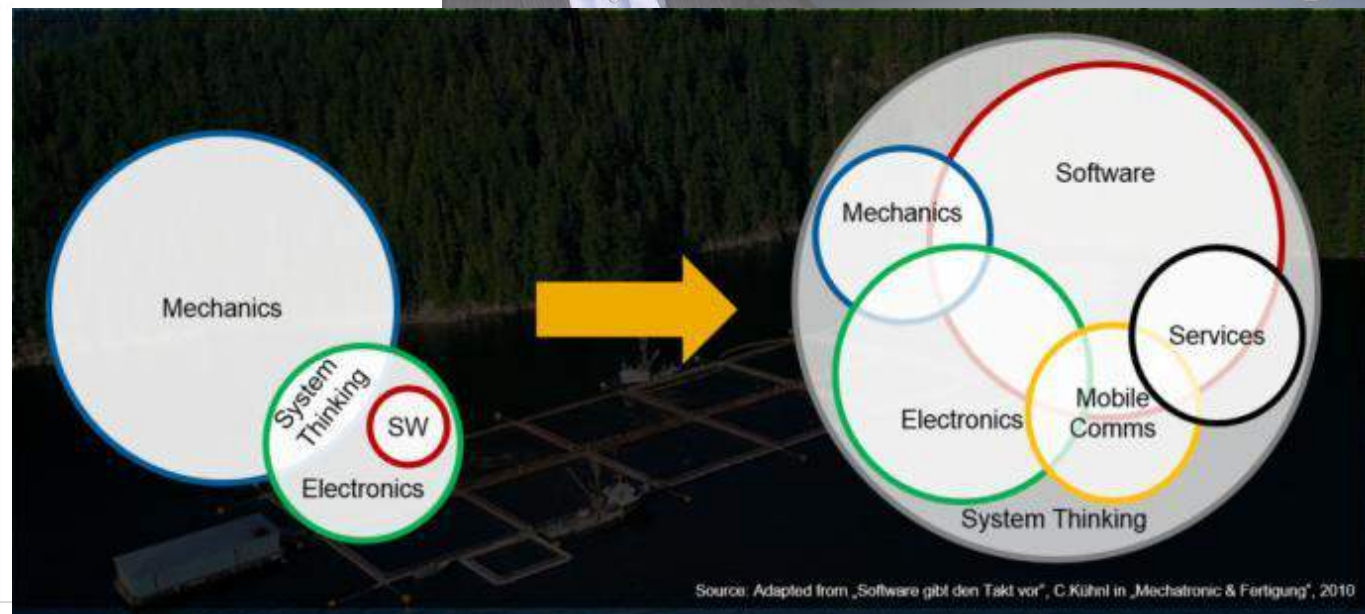 Mechanics
System
Thinking
SW
Electronics
Software
Mechanics
Services
Mobile
Comms
Electronics
System Thinking
Source: Adapted from „Software gibt den Takt vor", C.Kühnl in „Mechatronic & Fertigung", 2010